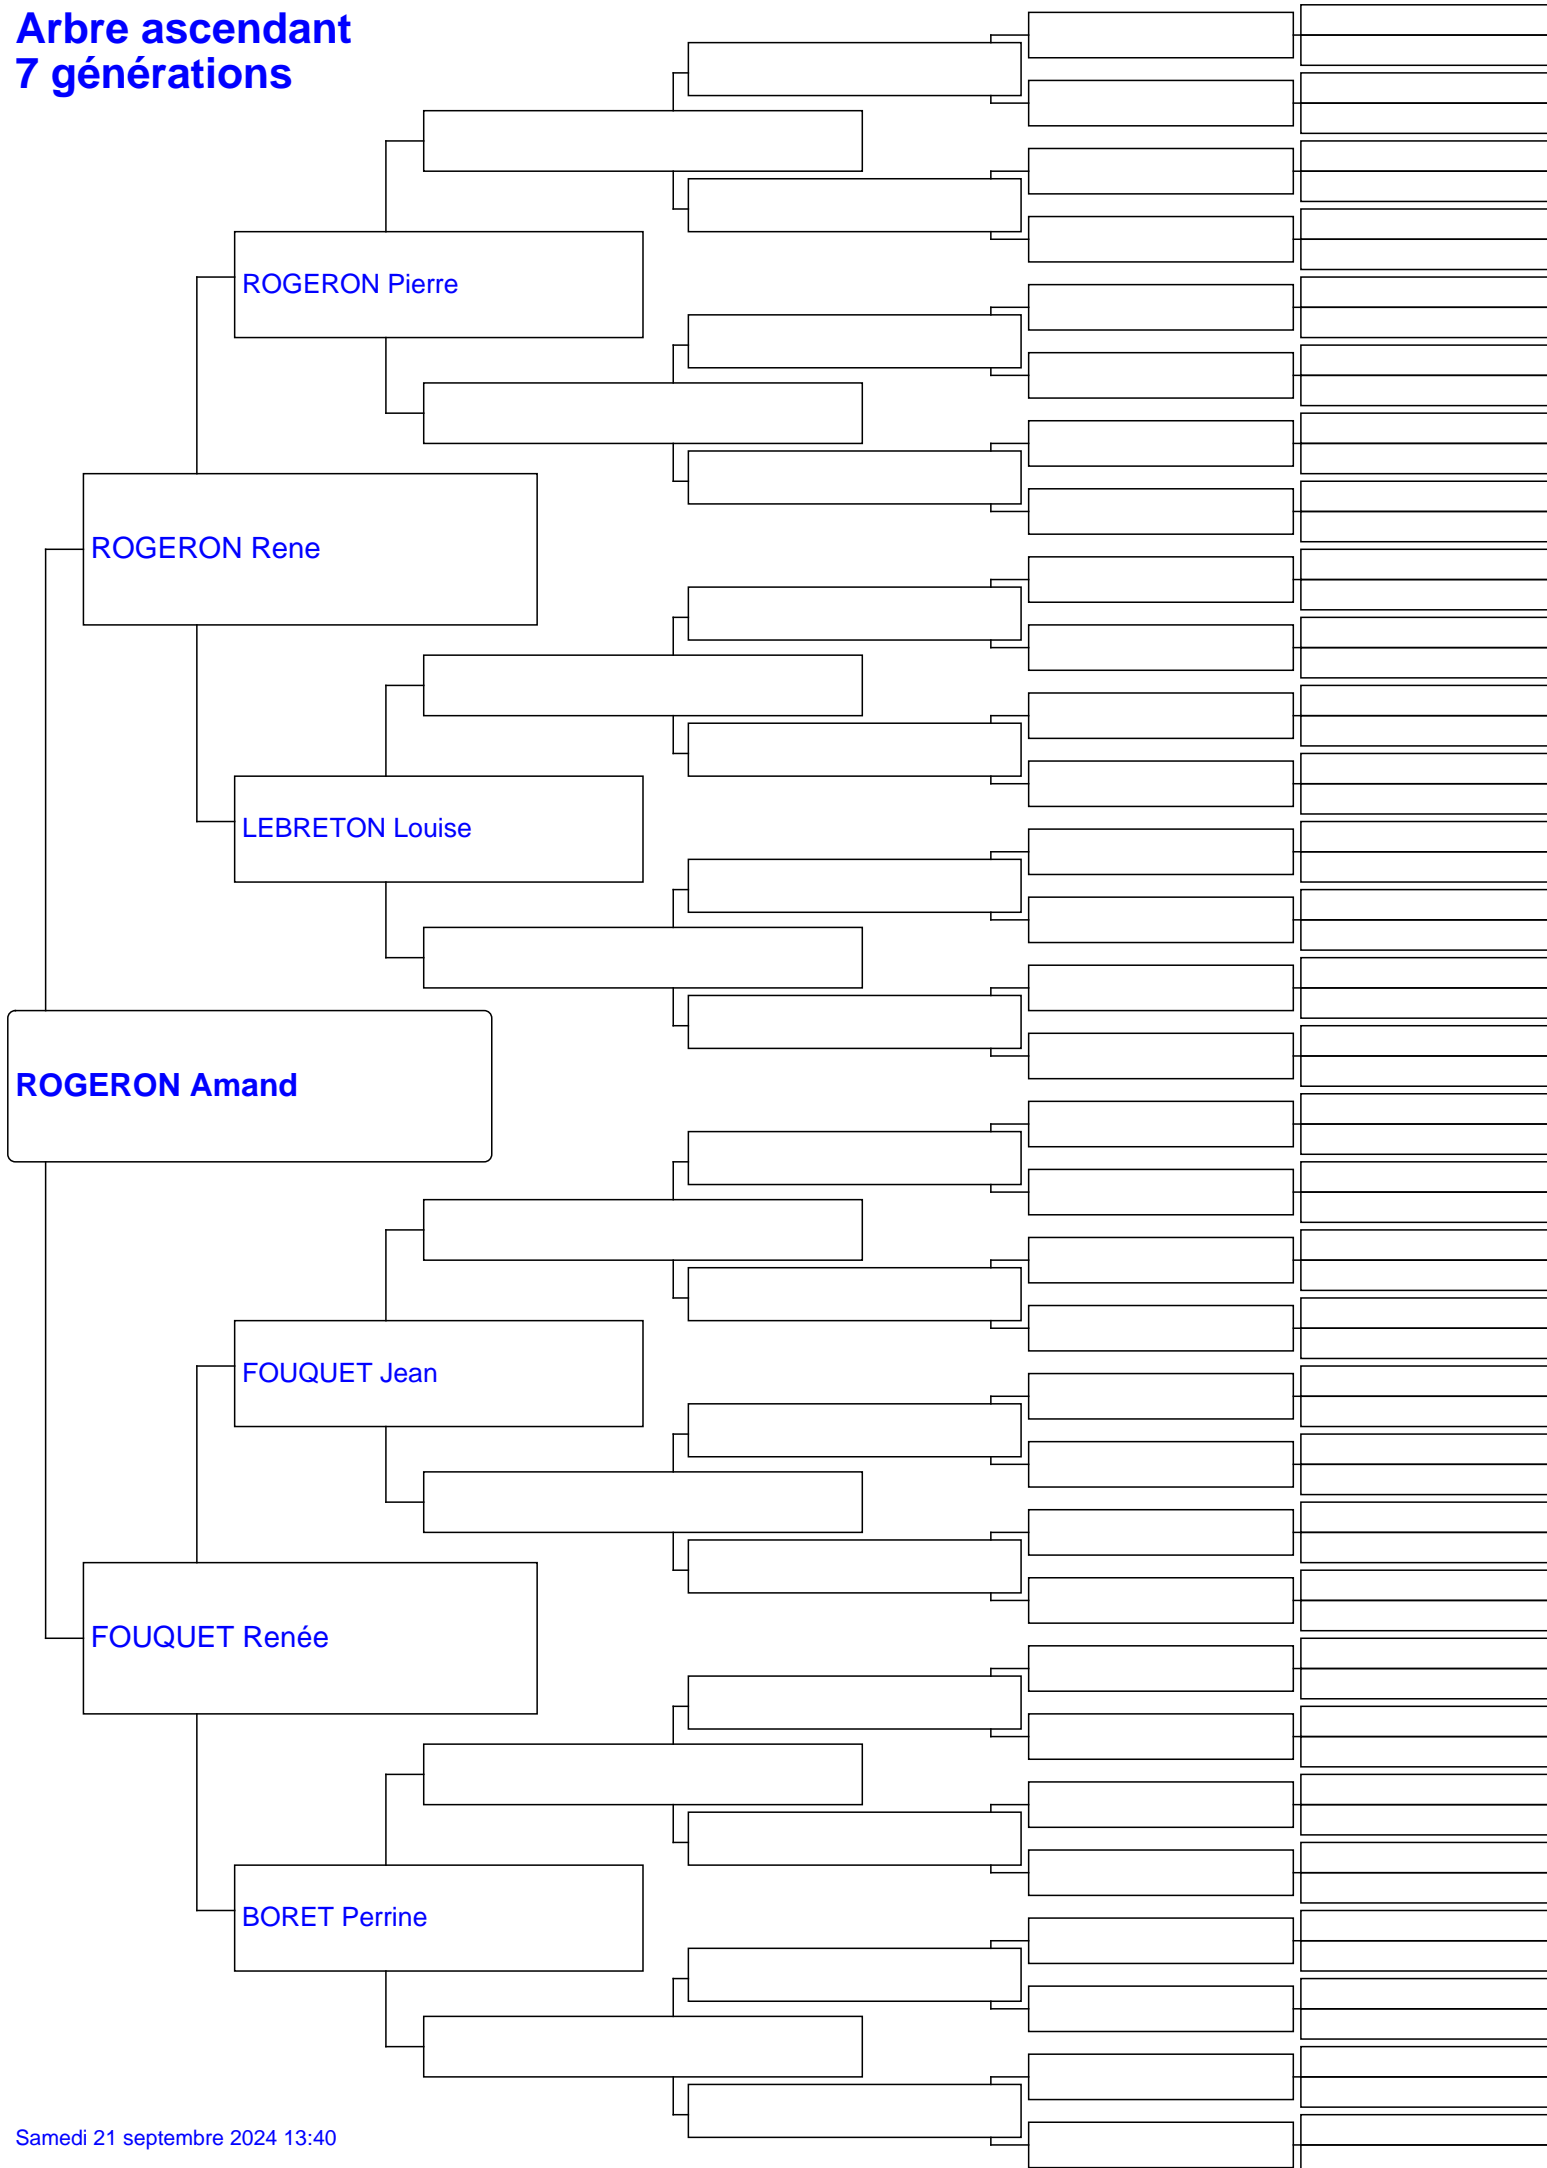 Arbre ascendant
7 générations
ROGERON Pierre
ROGERON Rene
LEBRETON Louise
ROGERON Amand
FOUQUET Jean
FOUQUET Renée
BORET Perrine
Samedi 21 septembre 2024 13:40